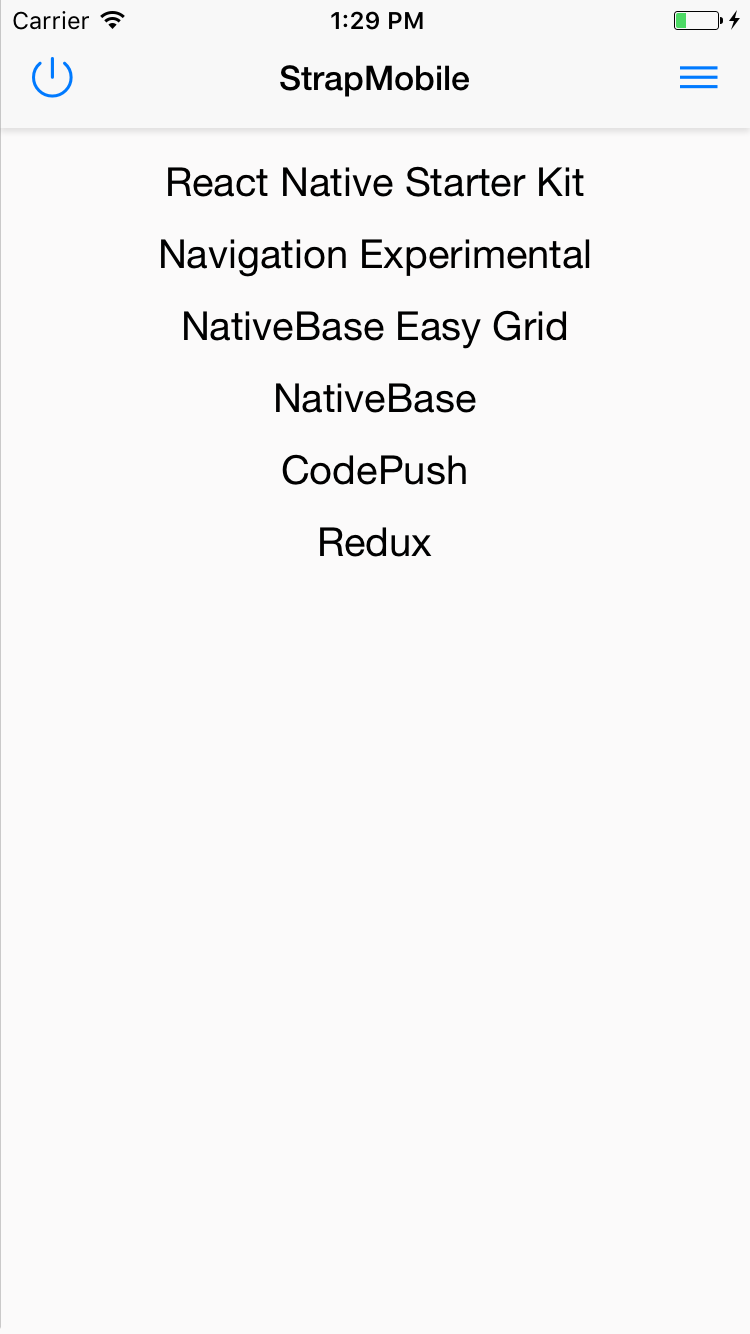 Carrier 1:29 PM
StrapMobile
React Native Starter Kit
Navigation Experimental
NativeBase Easy Grid
NativeBase
CodePush
Redux